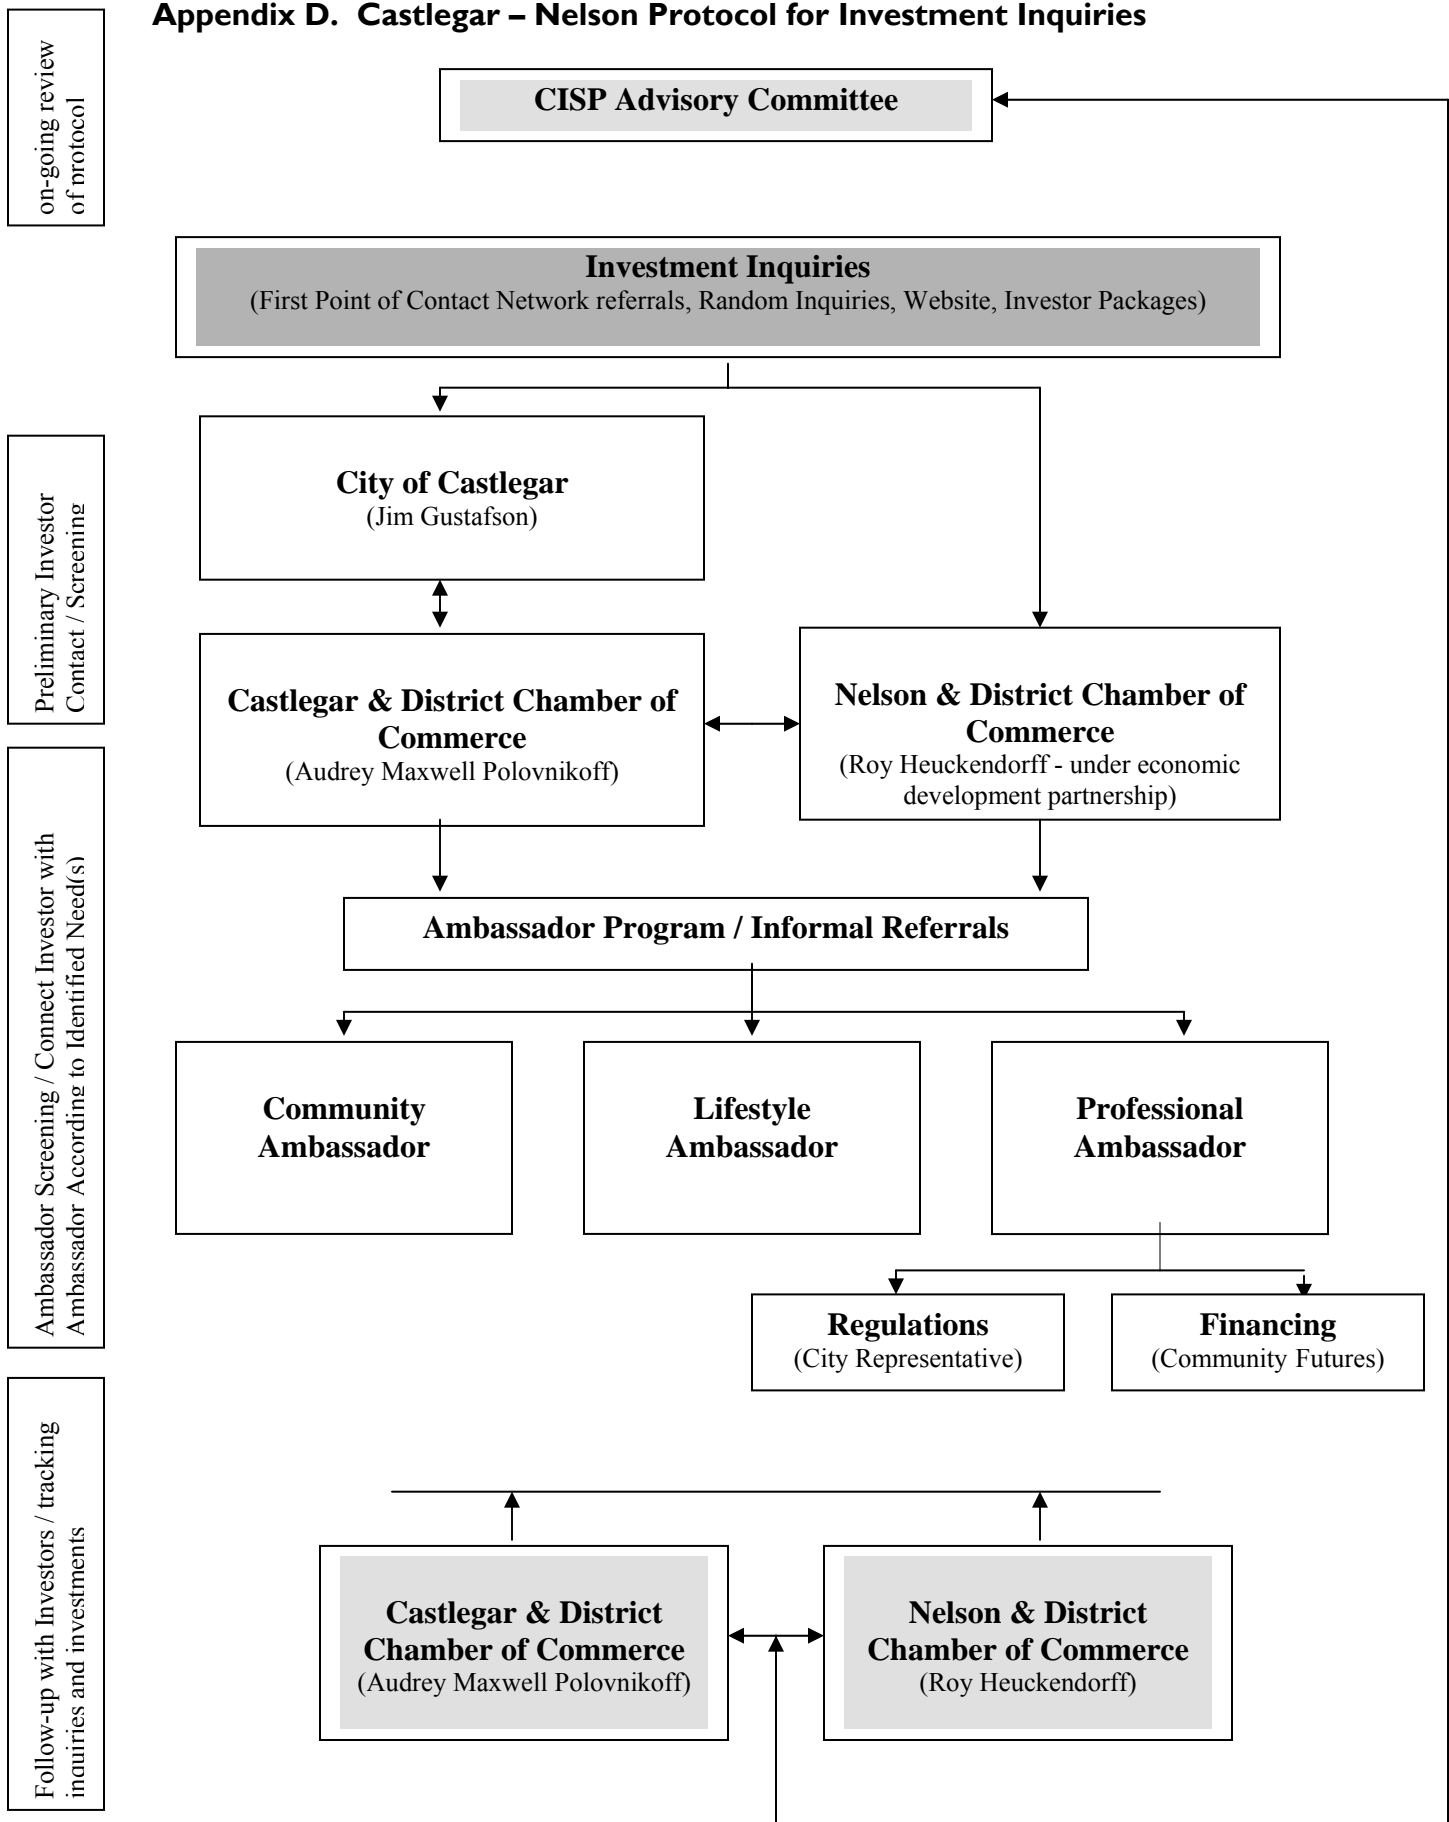 Appendix D. Castlegar – Nelson Protocol for Investment Inquiries
on-going review
of protocol
CISP Advisory Committee
Investment Inquiries
(First Point of Contact Network referrals, Random Inquiries, Website, Investor Packages)
Preliminary Investor
Contact / Screening
City of Castlegar
(Jim Gustafson)
Castlegar & District Chamber of
Commerce
(Audrey Maxwell Polovnikoff)
Nelson & District Chamber of
Commerce
(Roy Heuckendorff - under economic
development partnership)
Ambassador Screening / Connect Investor with
Ambassador According to Identified Need(s)
Ambassador Program / Informal Referrals
Community
Ambassador
Lifestyle
Ambassador
Professional
Ambassador
Regulations
(City Representative)
Financing
(Community Futures)
Follow-up with Investors / tracking
inquiries and investments
Castlegar & District
Chamber of Commerce
(Audrey Maxwell Polovnikoff)
Nelson & District
Chamber of Commerce
(Roy Heuckendorff)